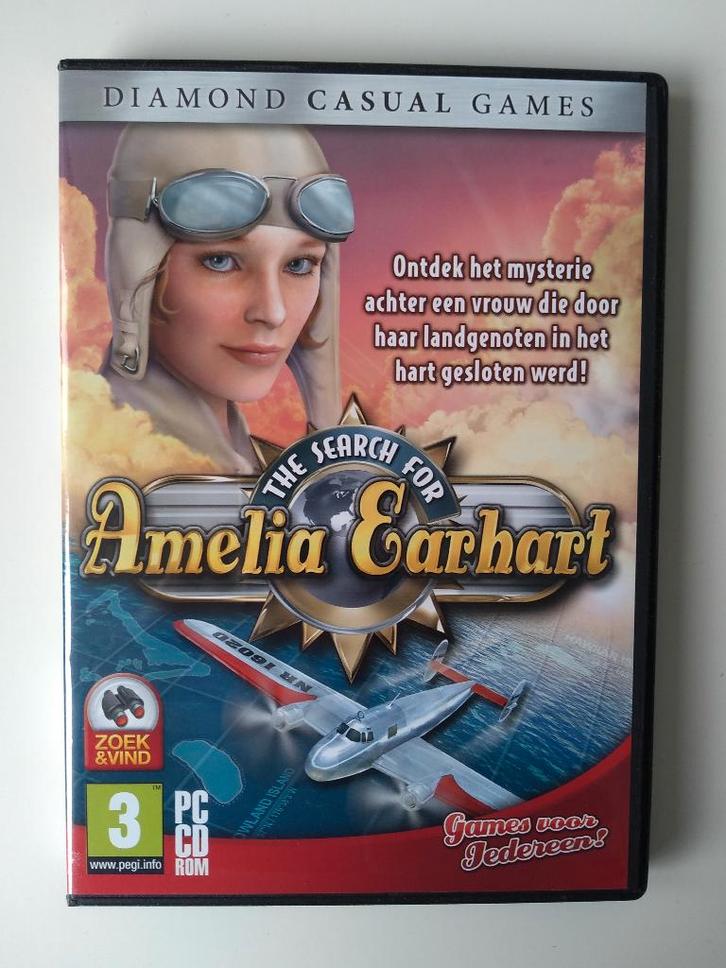 DIAMOND CASUAL GAMES
Ontdek het mysterie
achter een vrouw die door
haar landgenoten in het
hart gesloten werd!
THE SEARCH FOR
Amelia Earhart
NR 16020
ZOEK
&VIND
WLAND ISLAND
3
TM
www.pegi.info
PC
CD
ROM
Games voor
Iedereen!